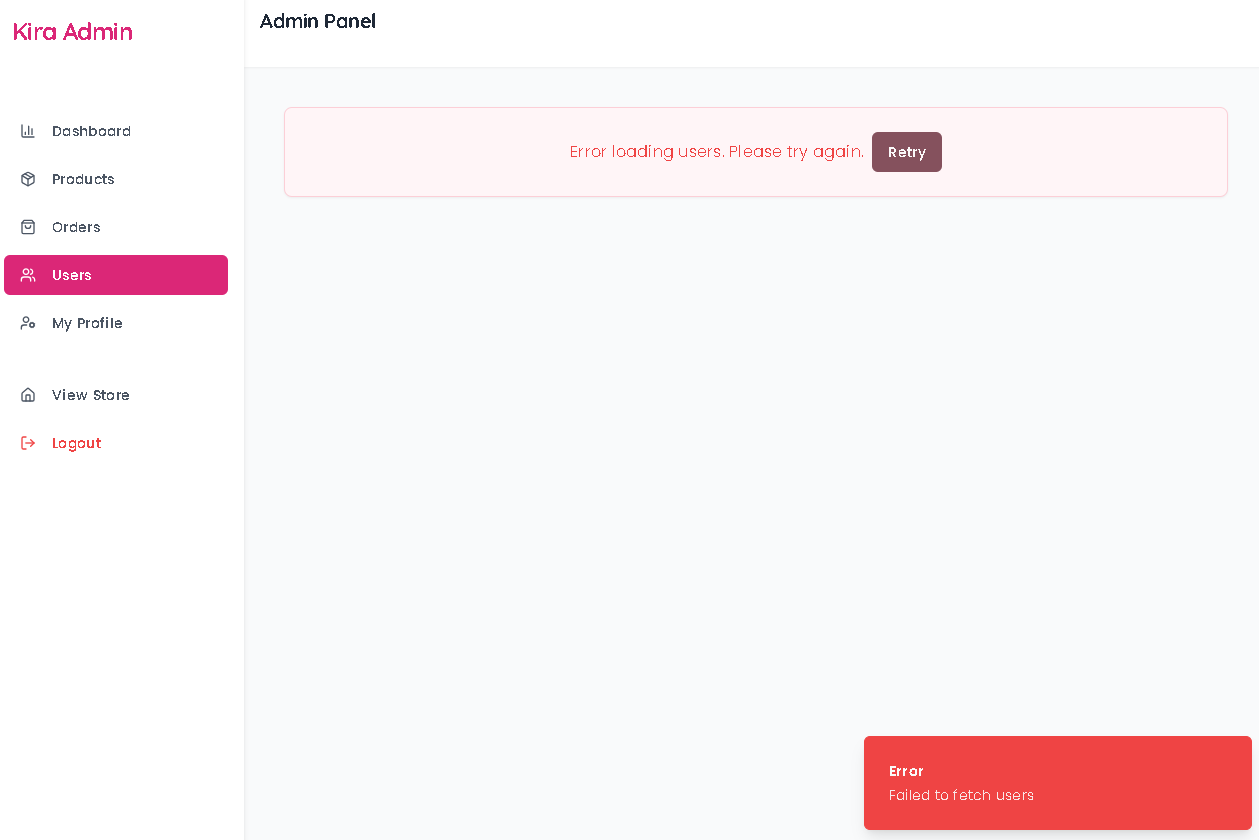 Kira Admin
Admin Panel
Dashboard
Products
Orders
Users
My Profile
View Store
Logout
Error loading users. Please try again. Retry
Error
Failed to fetch users